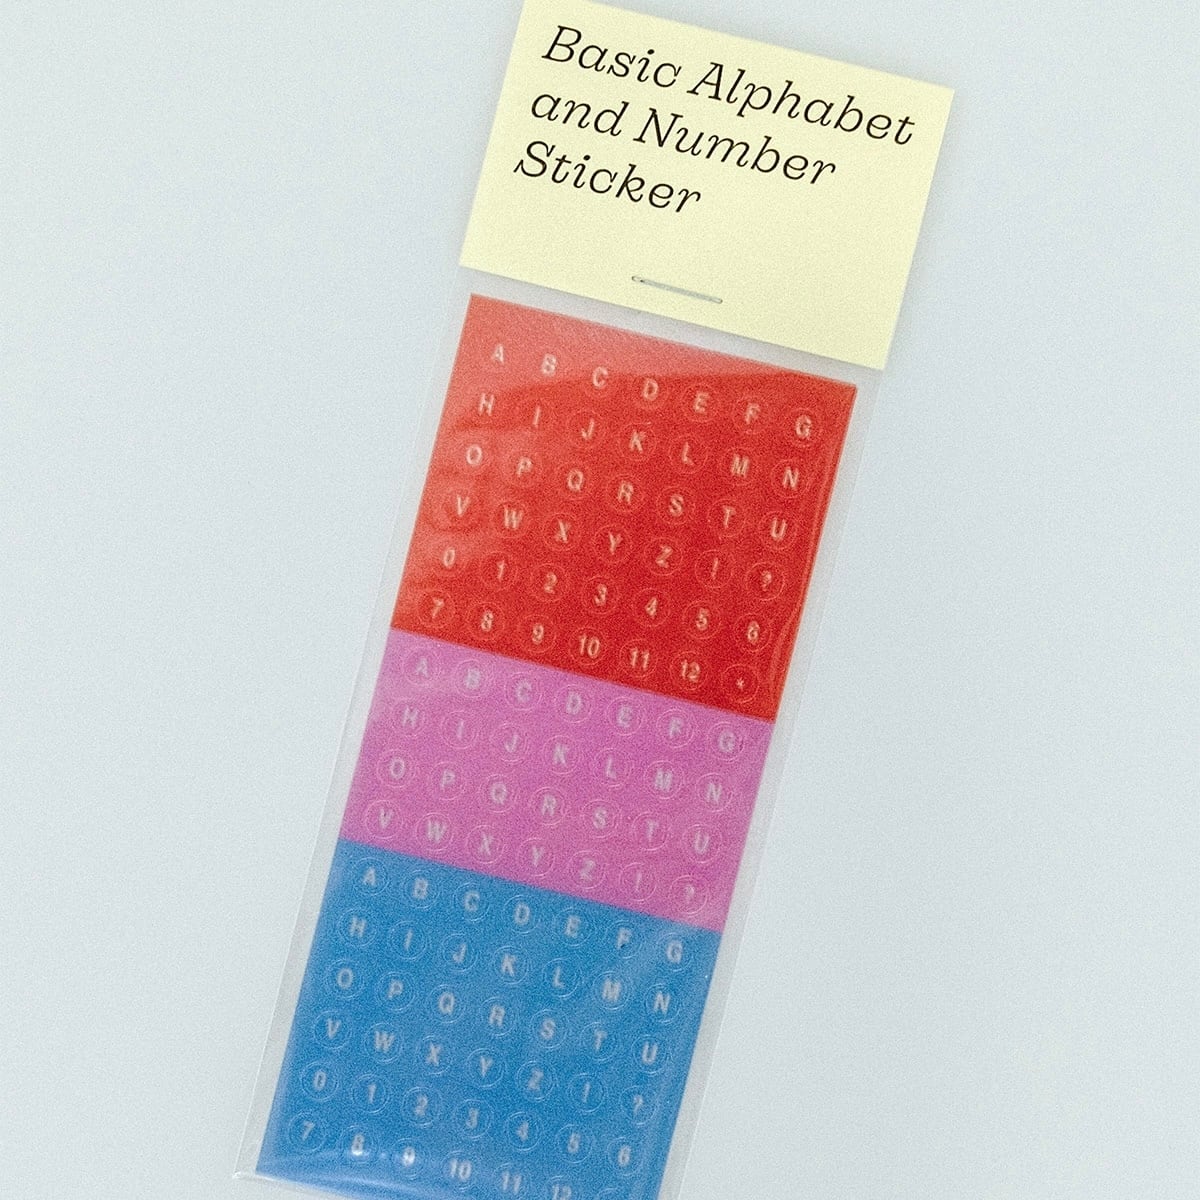 Basic Alphabet
and Number
Sticker
A B C D E F G
H I J K L M N
O P Q R S T U
V W X Y Z ! ?
0 1 2 3 4 5 6
7 8 9 10 11 12 *
A B C D E F G
H I J K L M N
O P Q R S T U
V W X Y Z ! ?
A B C D E F G
H I J K L M N
O P Q R S T U
V W X Y Z ! ?
0 1 2 3 4 5 6
7 8 9 10 11 12